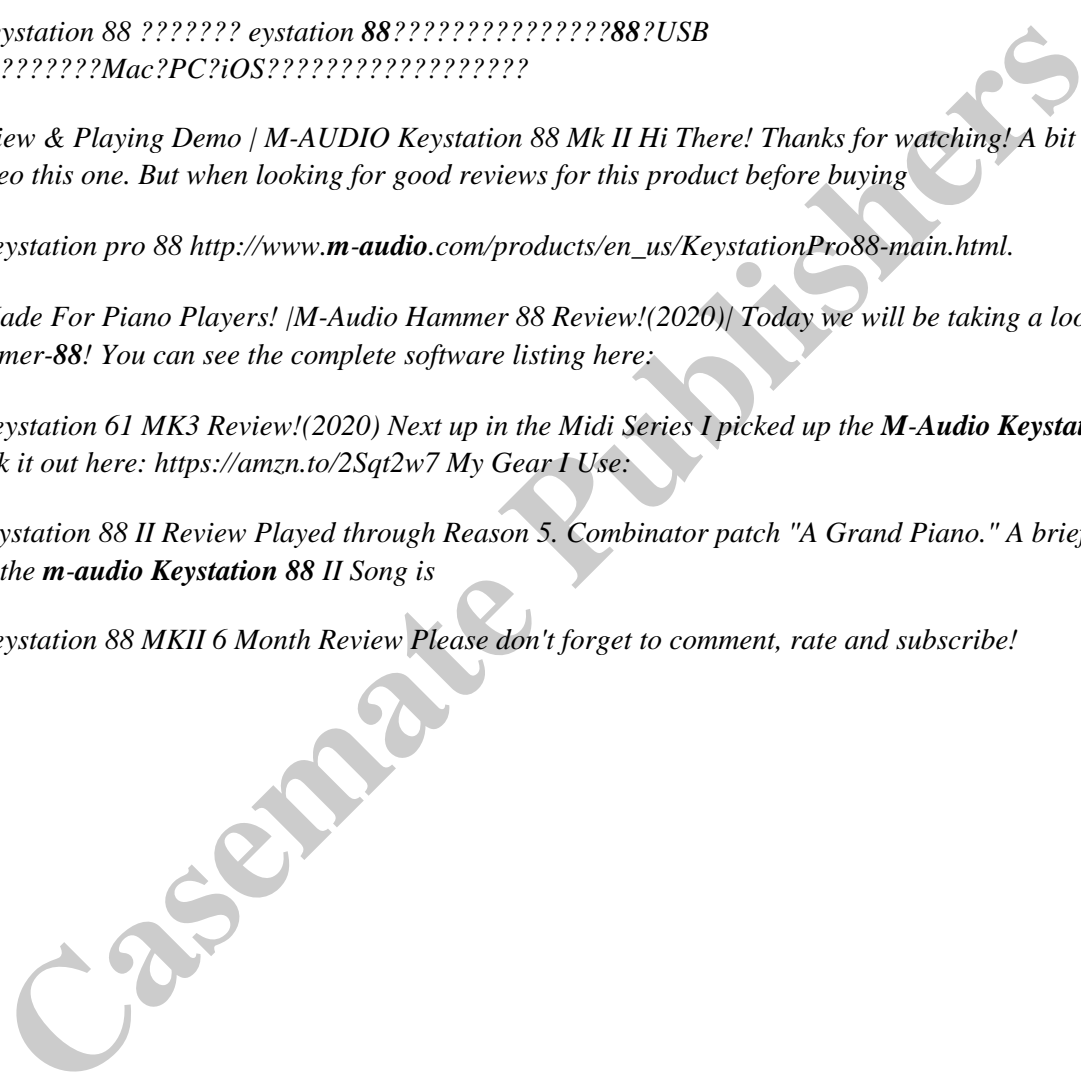 ystation 88 ??????? eystation 88???????????????88?USB
???????Mac?PC?iOS??????????????????
iew & Playing Demo | M-AUDIO Keystation 88 Mk II Hi There! Thanks for watching! A bit
eo this one. But when looking for good reviews for this product before buying
eystation pro 88 http://www.m-audio.com/products/en_us/KeystationPro88-main.html.
ade For Piano Players! |M-Audio Hammer 88 Review!(2020)| Today we will be taking a loo
mer-88! You can see the complete software listing here:
eystation 61 MK3 Review!(2020) Next up in the Midi Series I picked up the M-Audio Keystat
k it out here: https://amzn.to/2Sqt2w7 My Gear I Use:
ystation 88 II Review Played through Reason 5. Combinator patch "A Grand Piano." A brief
the m-audio Keystation 88 II Song is
eystation 88 MKII 6 Month Review Please don't forget to comment, rate and subscribe!
Casemate Publishers